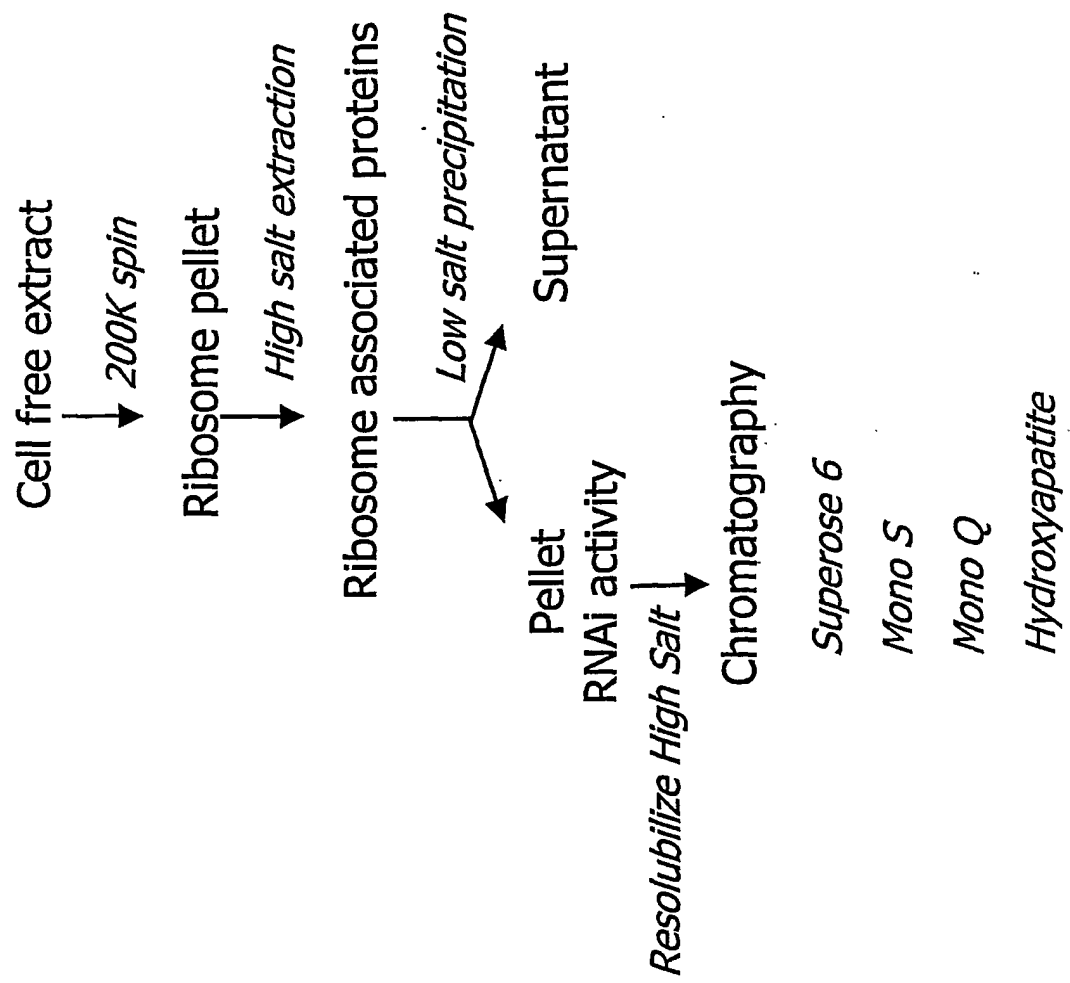 Cell free extract
200K spin
Ribosome pellet
High salt extraction
Ribosome associated proteins
Low salt precipitation
Pellet
Supernatant
RNAi activity
Resolubilize High Salt
Chromatography
Superose 6
Mono S
Mono Q
Hydroxyapatite